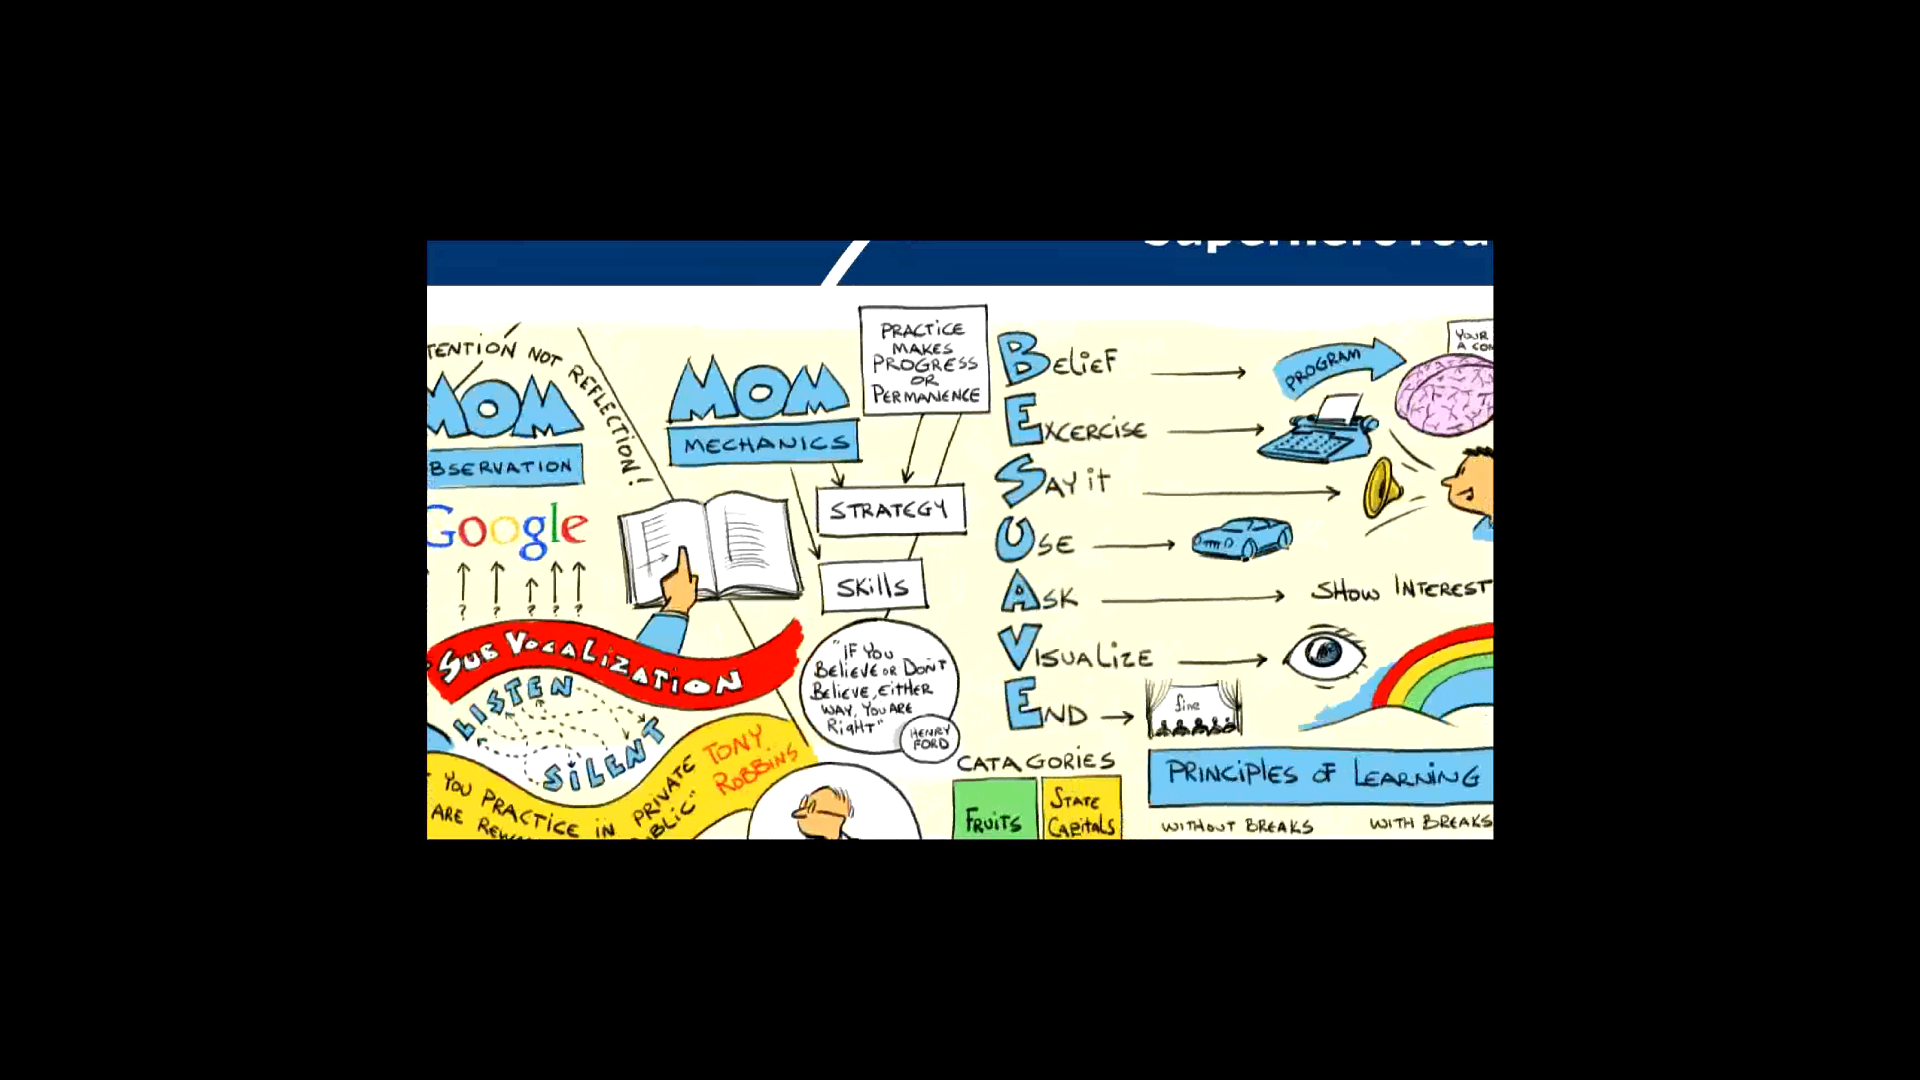 TENTION NOT REFLECTION!
MOM
BSERVATION
Google
? ? ? ? ?
SUB VOCALIZATION
LISTEN
SILENT
YOU PRACTICE IN PRIVATE
ARE
TONY
ROBBINS
MOM
MECHANICS
PRACTICE
MAKES
PROGRESS
OR
PERMANENCE
STRATEGY
SKills
"IF YOU
BELIEVE OR DON'T
BELIEVE, EITHER
WAY, YOU ARE
RIGHT"
HENRY
FORD
BELIEF
EXCERCISE
SAY it
USE
ASK
VISUALIZE
END
PROGRAM
YOUR
A CON
SHOW INTEREST
fine
CATAGORIES
FRUITS
STATE
CAPITALS
PRINCIPLES OF LEARNING
WITHOUT BREAKS
WITH BREAKS